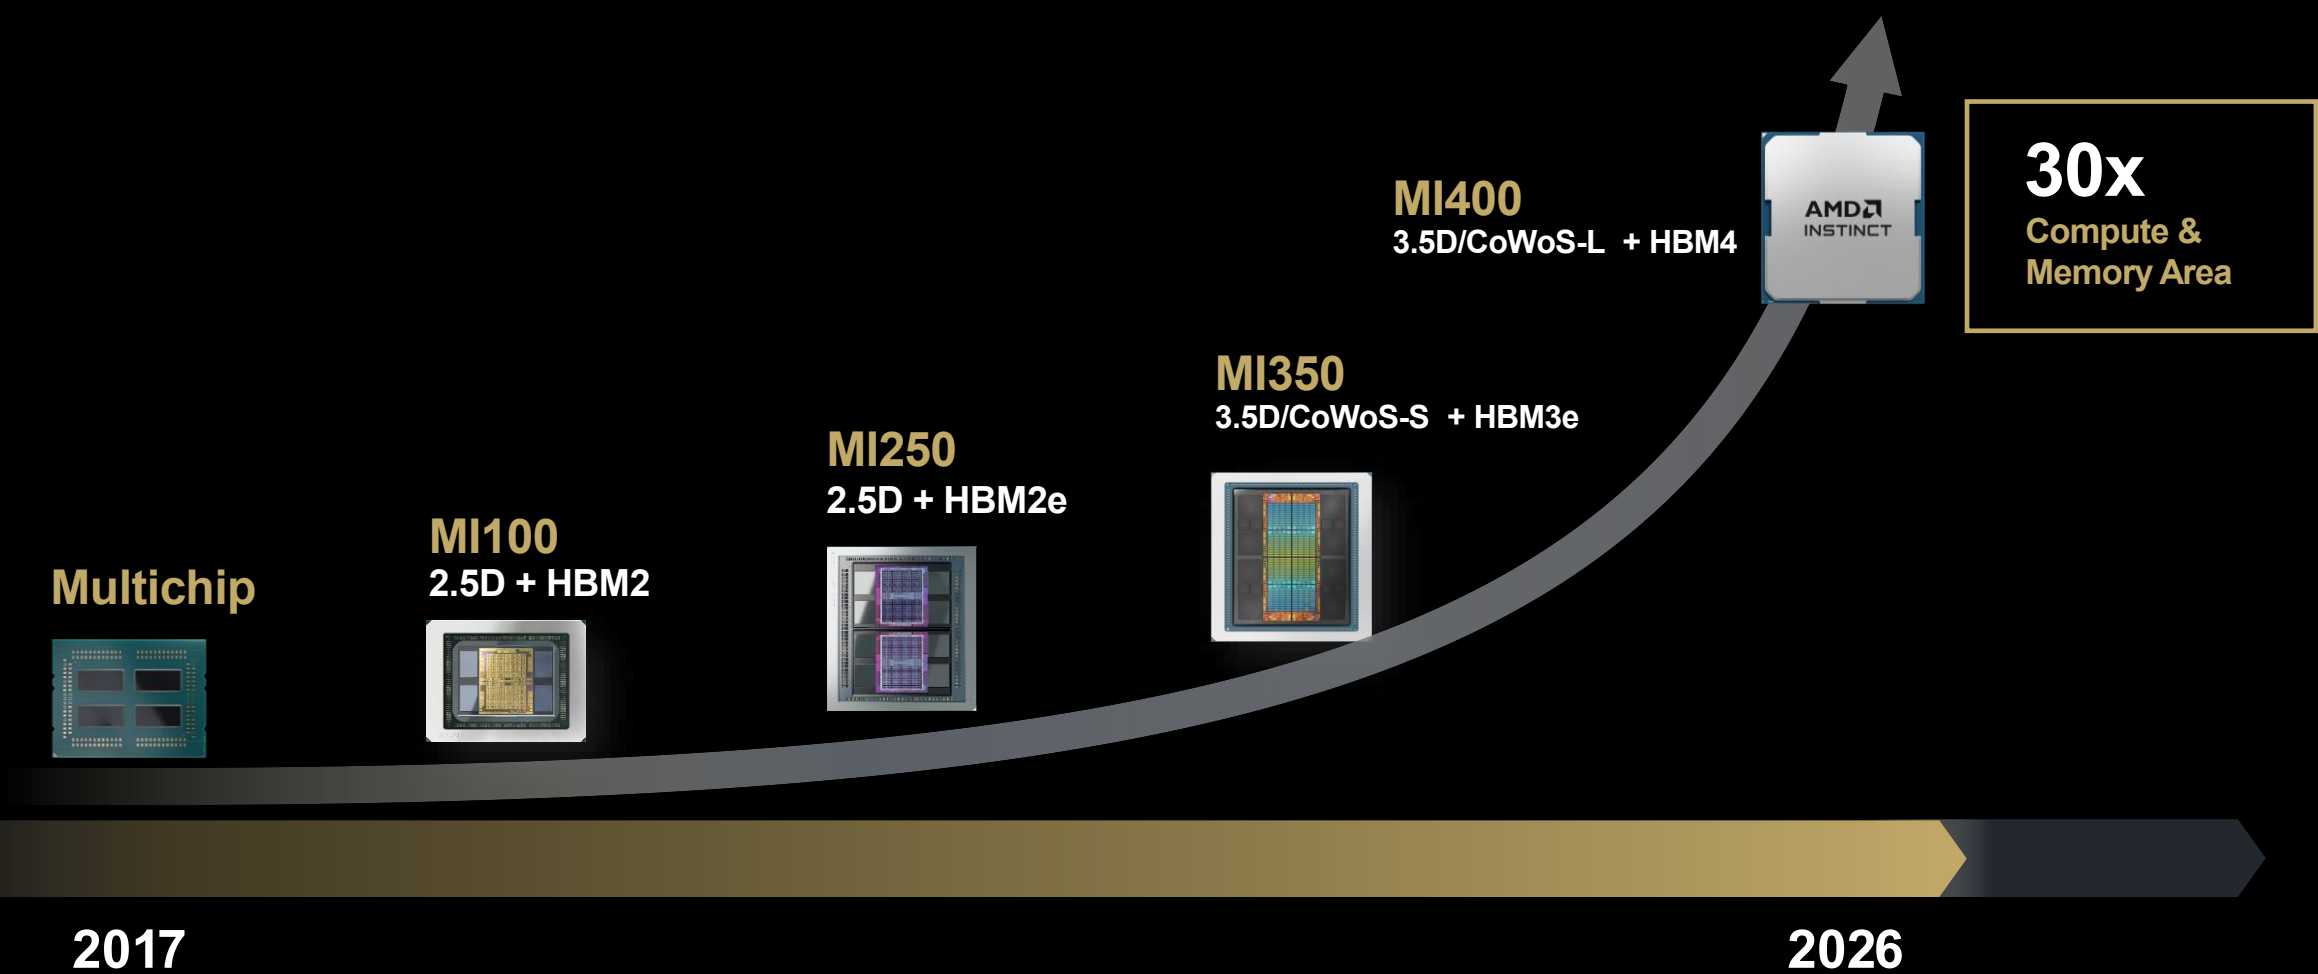 Multichip
MI100
2.5D + HBM2
MI250
2.5D + HBM2e
MI350
3.5D/CoWoS-S + HBM3e
MI400
3.5D/CoWoS-L + HBM4
AMD
INSTINCT
30x
Compute &
Memory Area
2017
2026